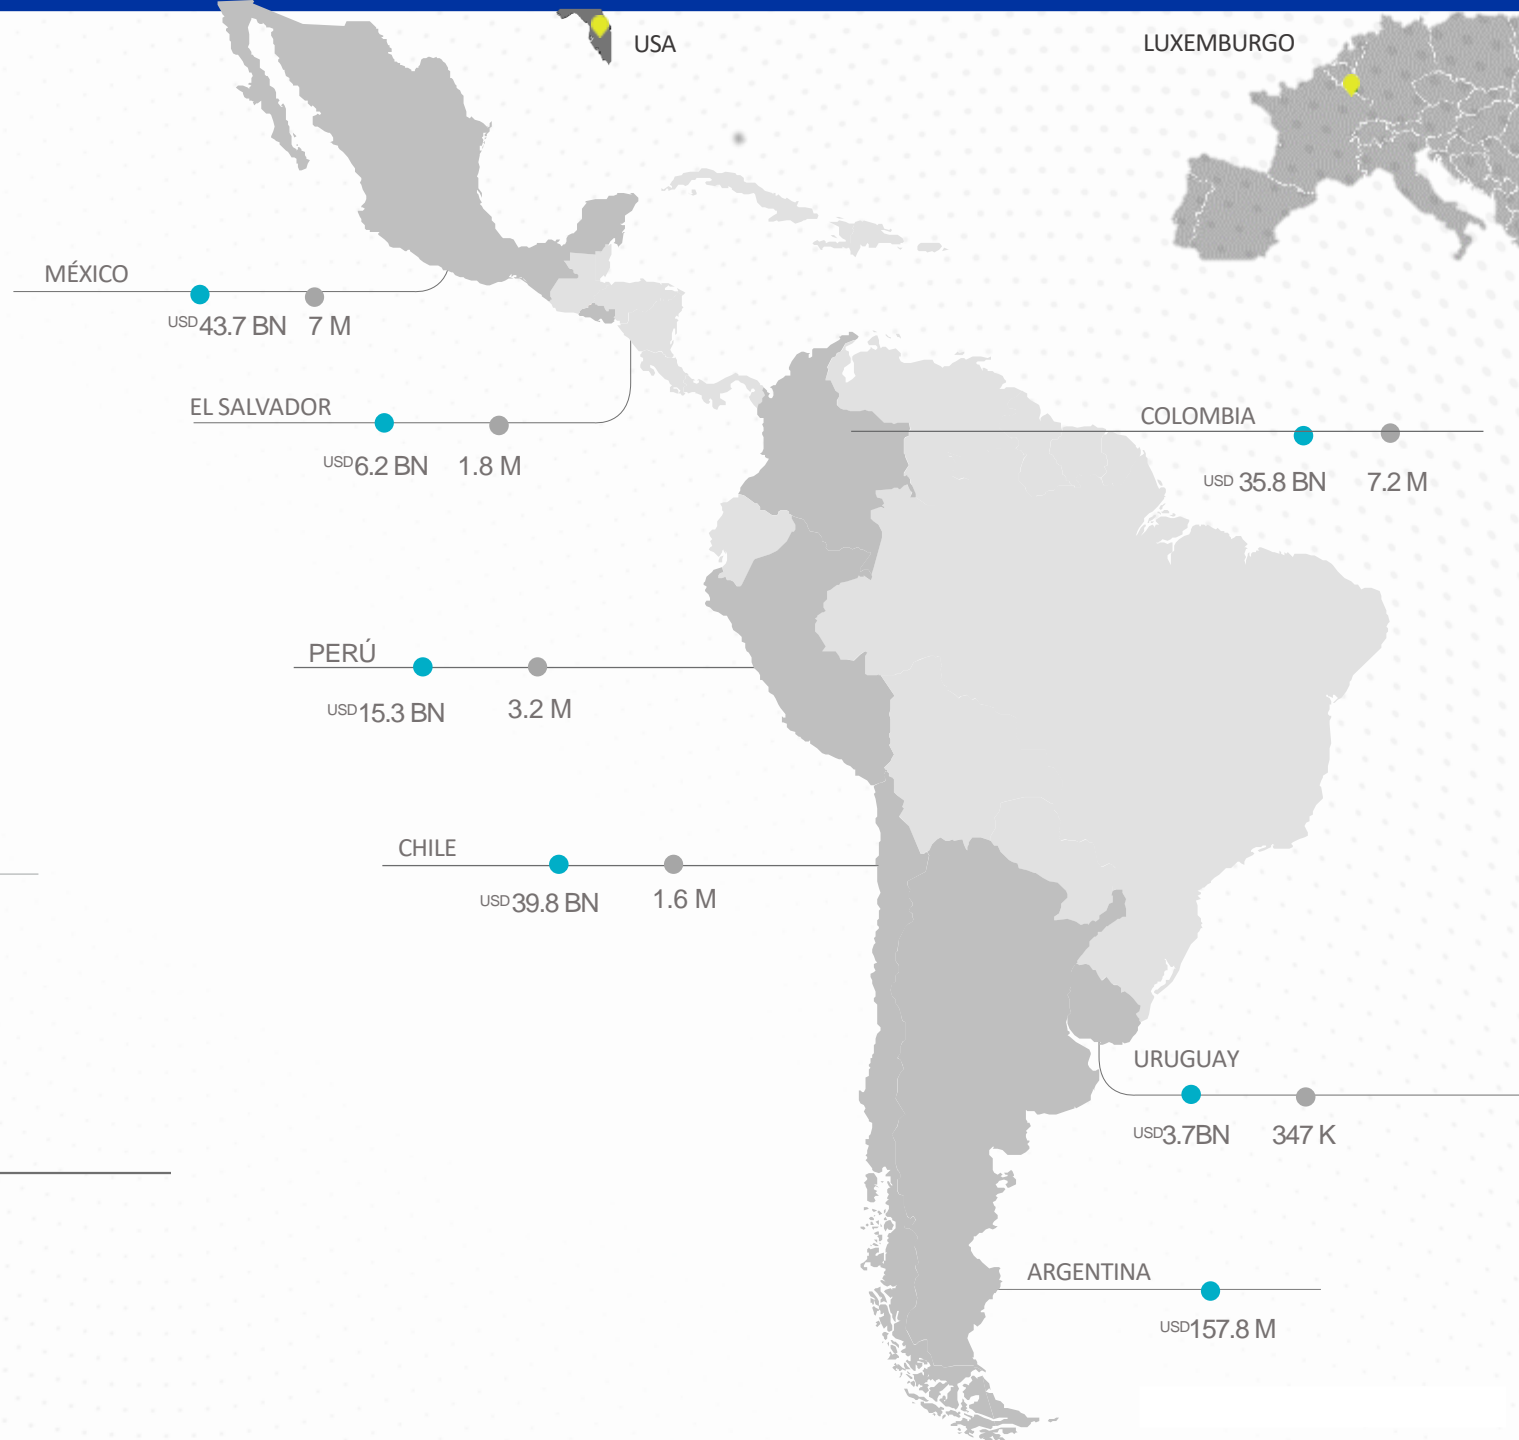 USA
LUXEMBURGO
MÉXICO
USD43.7 BN 7 M
EL SALVADOR
USD6.2 BN 1.8 M
COLOMBIA
USD 35.8 BN 7.2 M
PERÚ
USD15.3 BN 3.2 M
CHILE
USD39.8 BN 1.6 M
URUGUAY
USD3.7BN 347 K
ARGENTINA
USD157.8 M